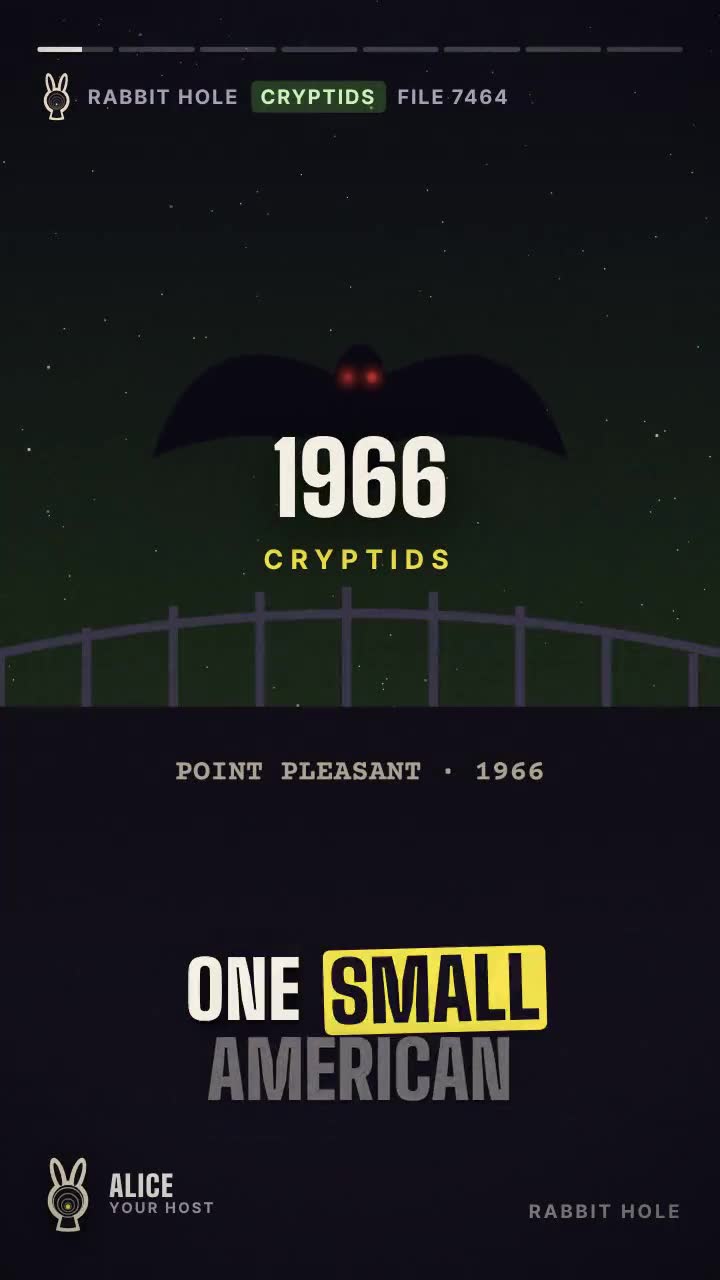 RABBIT HOLE CRYPTIDS FILE 7464
1966
CRYPTIDS
POINT PLEASANT · 1966
ONE SMALL
AMERICAN
ALICE
YOUR HOST
RABBIT HOLE